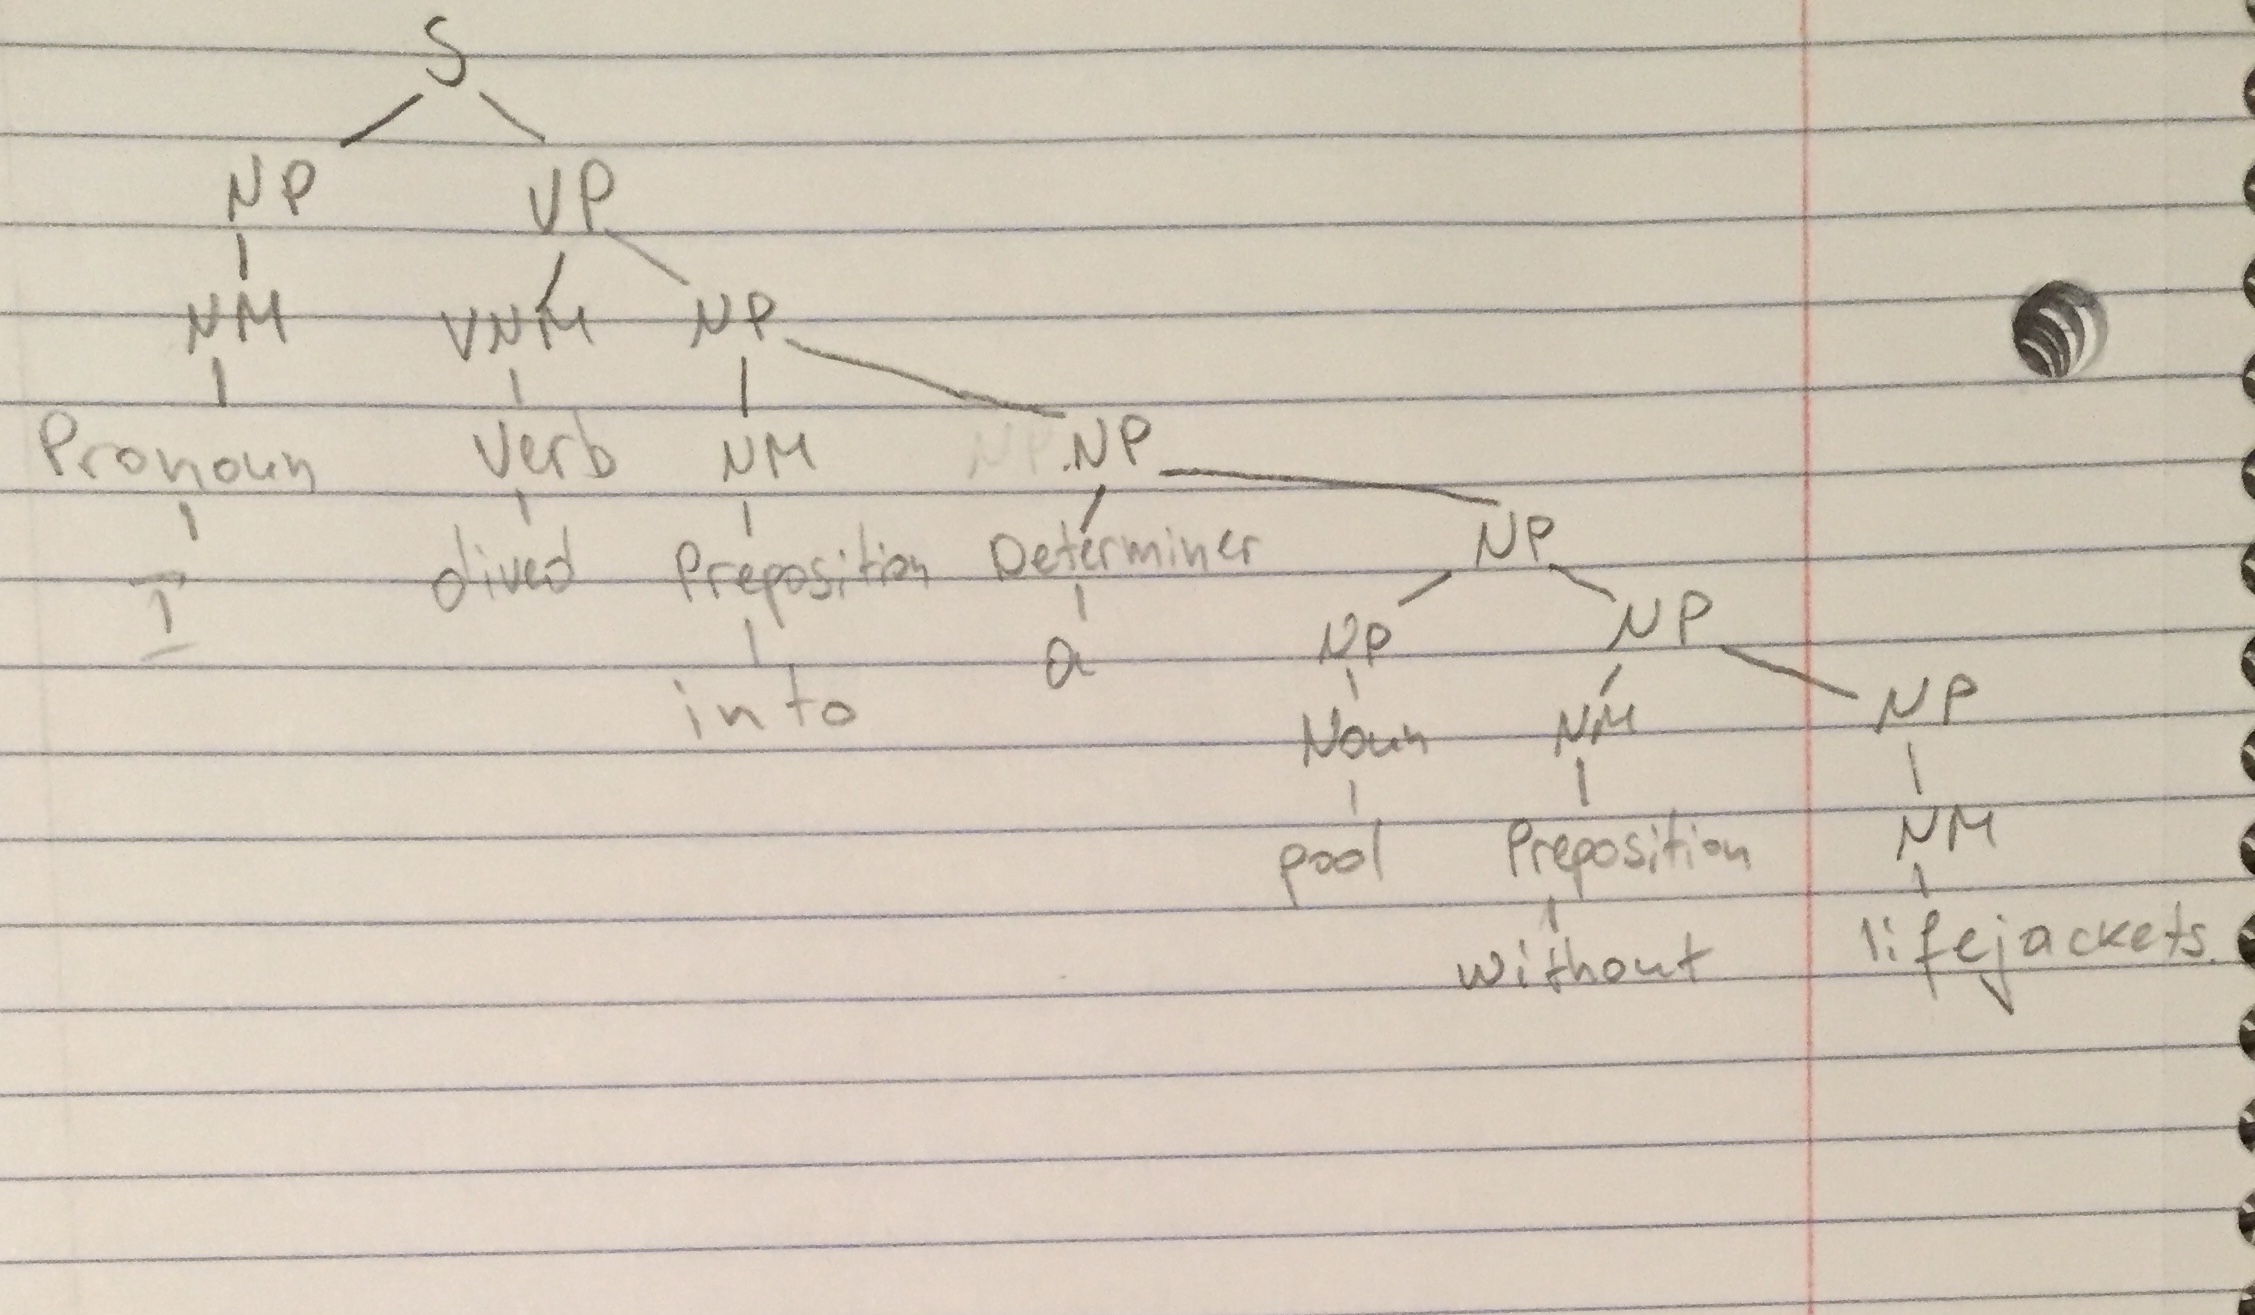 S
NP VP
NM VNM NP
Pronoun Verb NM NP NP
I dived Preposition Determiner NP
into a NP NP
Noun NM NP
pool Preposition NM
without lifejackets.